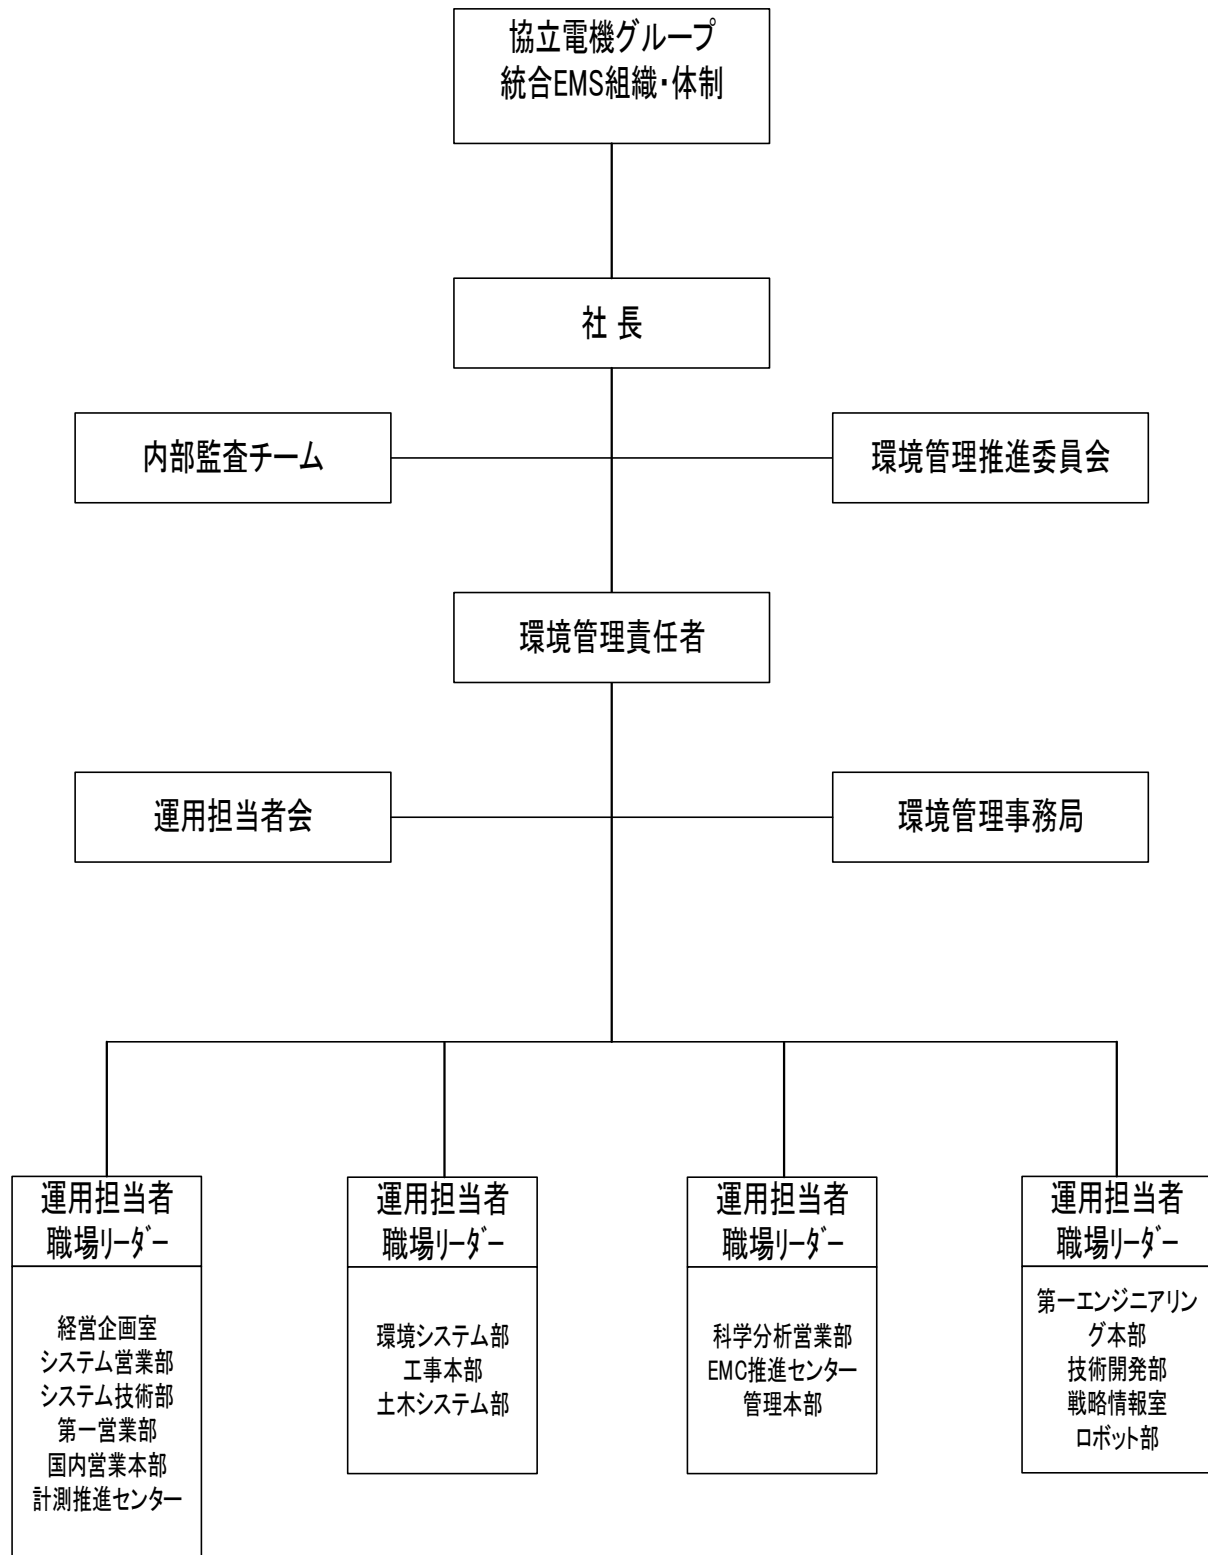 協立電機グループ
統合EMS組織・体制
社 長
内部監査チーム
環境管理推進委員会
環境管理責任者
運用担当者会
環境管理事務局
運用担当者
職場ﾘｰﾀﾞｰ
経営企画室
システム営業部
システム技術部
第一営業部
国内営業本部
計測推進センター
運用担当者
職場ﾘｰﾀﾞｰ
環境システム部
工事本部
土木システム部
運用担当者
職場ﾘｰﾀﾞｰ
科学分析営業部
EMC推進センター
管理本部
運用担当者
職場ﾘｰﾀﾞｰ
第一エンジニアリン
グ本部
技術開発部
戦略情報室
ロボット部